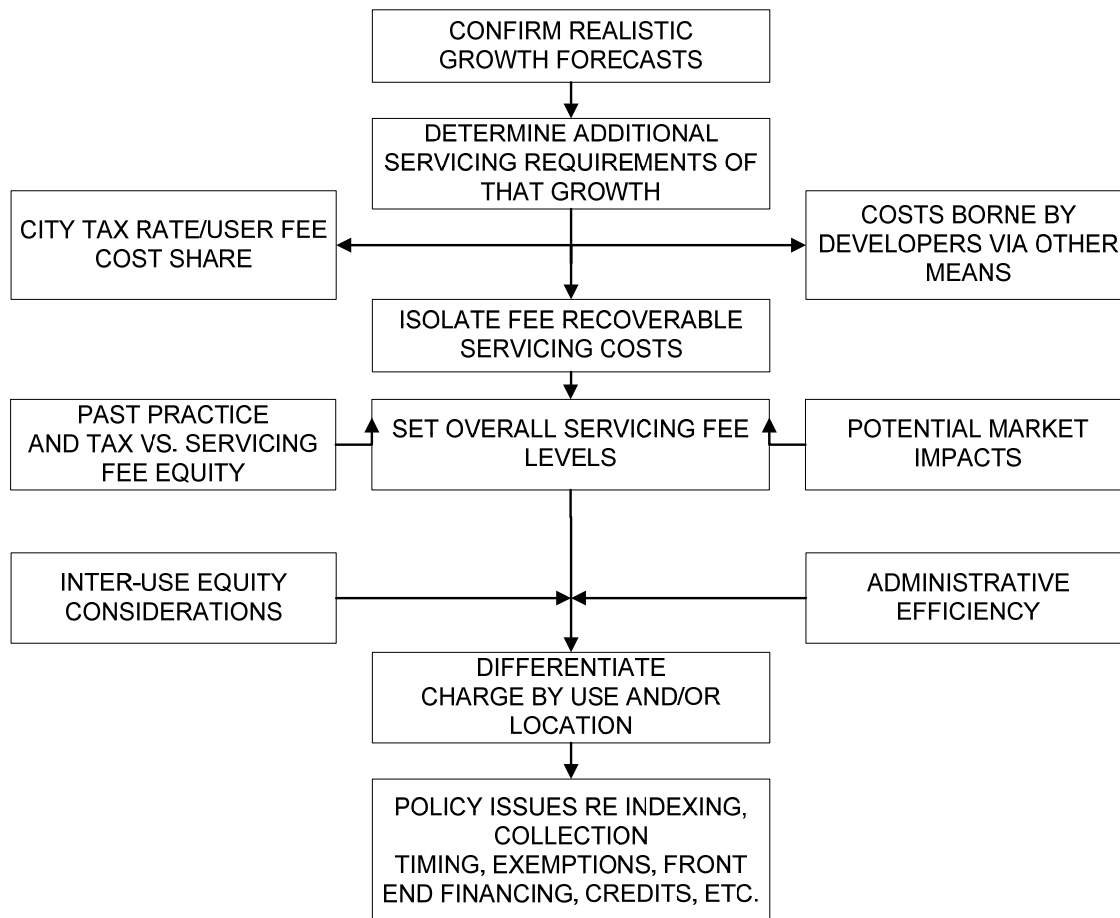 CONFIRM REALISTIC
GROWTH FORECASTS
DETERMINE ADDITIONAL
SERVICING REQUIREMENTS OF
THAT GROWTH
CITY TAX RATE/USER FEE
COST SHARE
COSTS BORNE BY
DEVELOPERS VIA OTHER
MEANS
ISOLATE FEE RECOVERABLE
SERVICING COSTS
PAST PRACTICE
AND TAX VS. SERVICING
FEE EQUITY
SET OVERALL SERVICING FEE
LEVELS
POTENTIAL MARKET
IMPACTS
INTER-USE EQUITY
CONSIDERATIONS
ADMINISTRATIVE
EFFICIENCY
DIFFERENTIATE
CHARGE BY USE AND/OR
LOCATION
POLICY ISSUES RE INDEXING,
COLLECTION
TIMING, EXEMPTIONS, FRONT
END FINANCING, CREDITS, ETC.